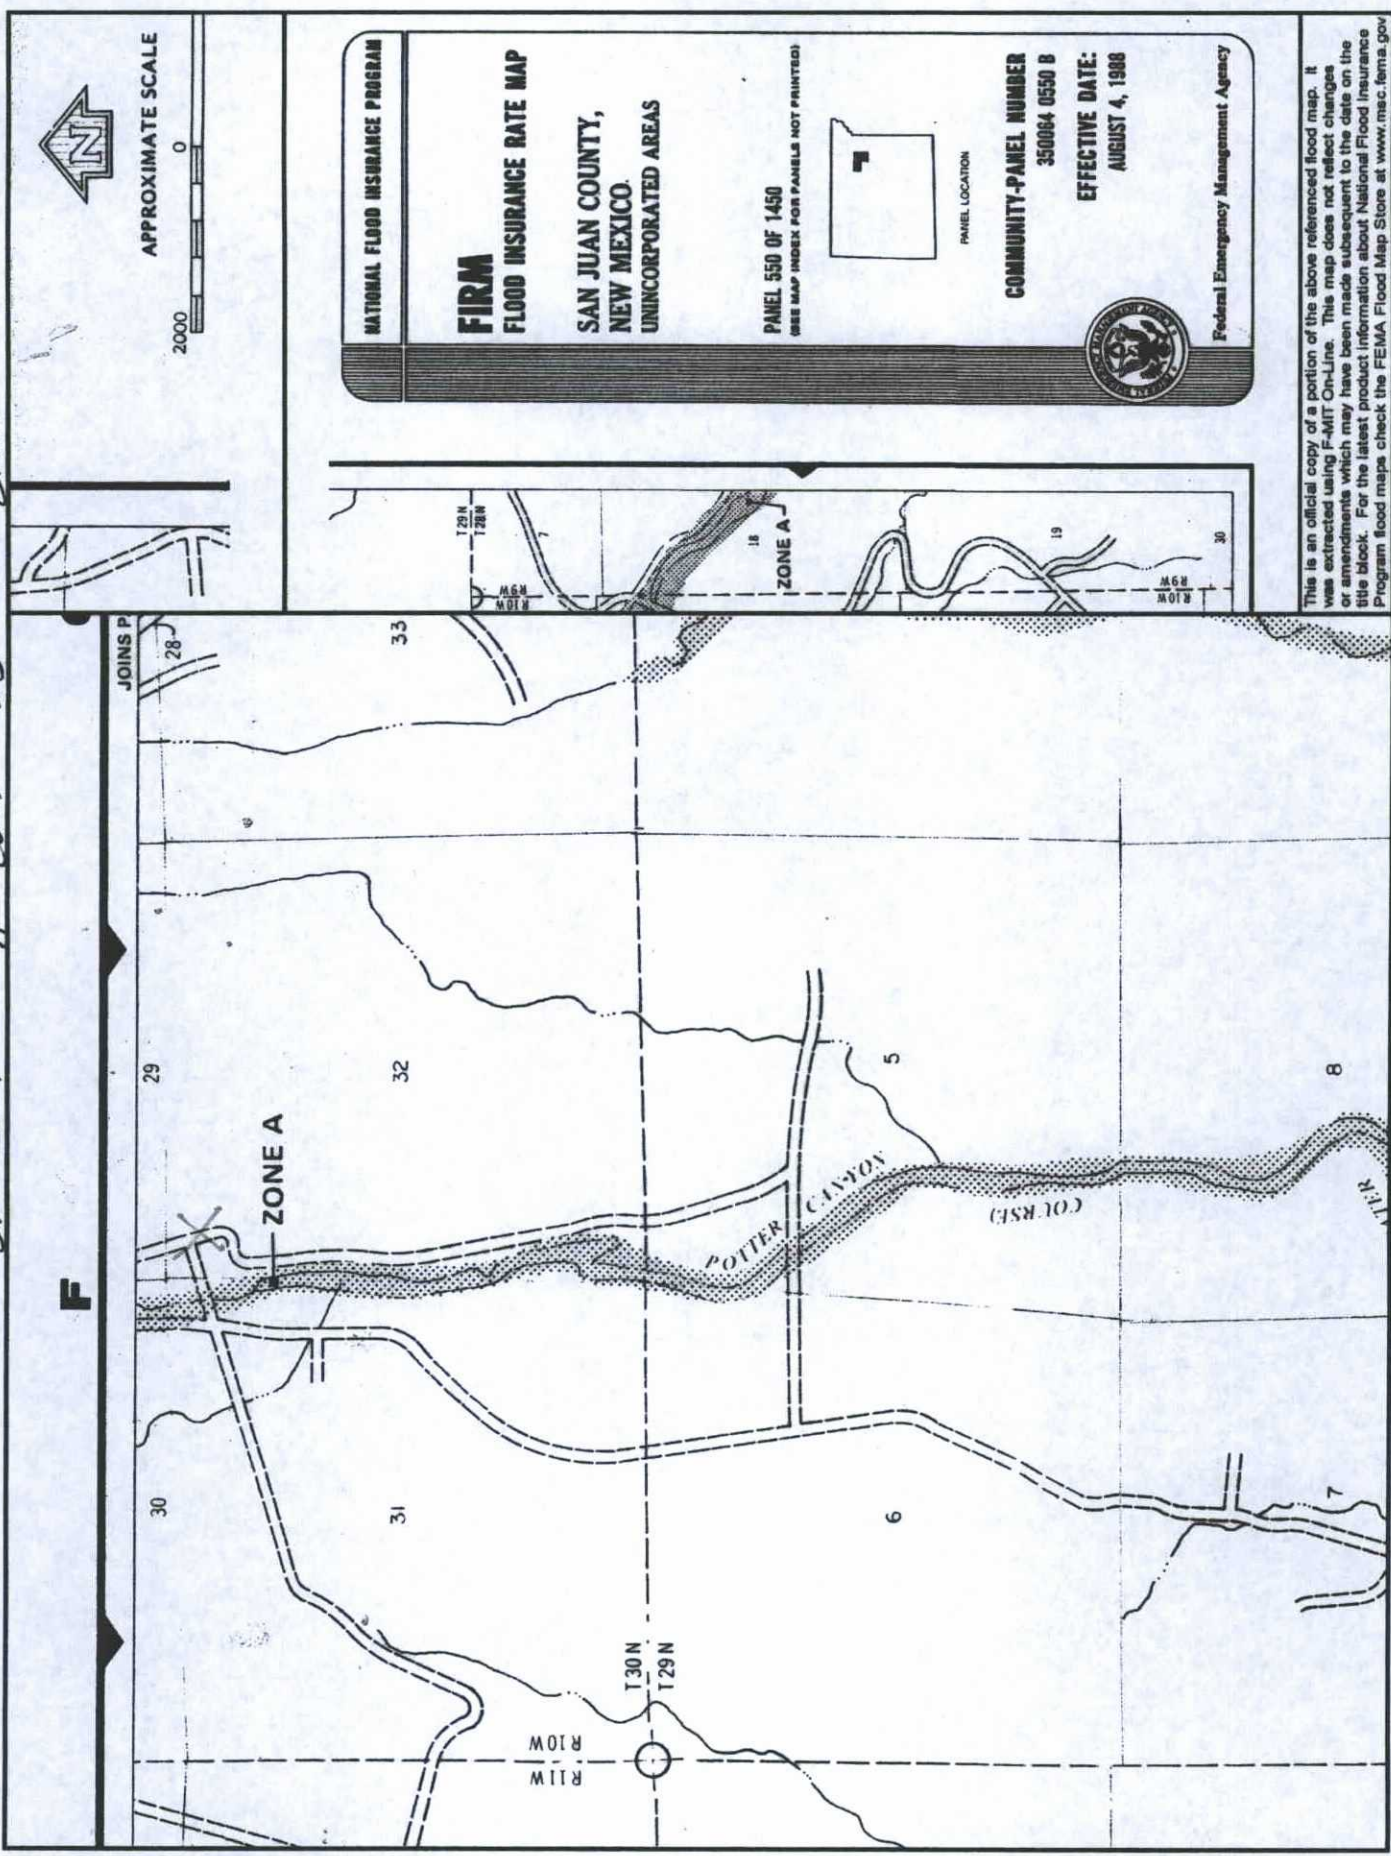 APPROXIMATE SCALE
2000 0
N
NATIONAL FLOOD INSURANCE PROGRAM
FIRM
FLOOD INSURANCE RATE MAP
SAN JUAN COUNTY,
NEW MEXICO
UNINCORPORATED AREAS
PANEL 550 OF 1450
(SEE MAP INDEX FOR PANELS NOT PRINTED)
PANEL LOCATION
COMMUNITY-PANEL NUMBER
350064 0550 B
EFFECTIVE DATE:
AUGUST 4, 1988
Federal Emergency Management Agency
This is an official copy of a portion of the above referenced flood map. It
was extracted using F-MIT On-Line. This map does not reflect changes
or amendments which may have been made subsequent to the date on the
title block. For the latest product information about National Flood Insurance
Program flood maps check the FEMA Flood Map Store at www.msc.fema.gov
F
JOINS P
28
29
30
ZONE A
31
32
33
T30N
T29N
R11W
R10W
POTTER CANYON
COURSE)
5
6
7
8
T29N
T28N
R10W
R9W
7
18
ZONE A
19
R10W
R9W
30